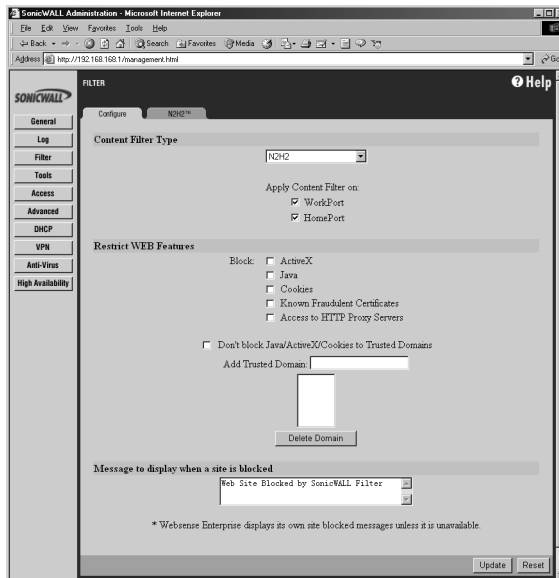 SonicWALL Administration - Microsoft Internet Explorer
File Edit View Favorites Tools Help
Back Search Favorites Media
Address http://192.168.168.1/management.html Go
SONICWALL
FILTER
Help
Configure N2H2™
General
Log
Filter
Tools
Access
Advanced
DHCP
VPN
Anti-Virus
High Availability
Content Filter Type
N2H2
Apply Content Filter on:
WorkPort
HomePort
Restrict WEB Features
Block: ActiveX
Java
Cookies
Known Fraudulent Certificates
Access to HTTP Proxy Servers
Don't block Java/ActiveX/Cookies to Trusted Domains
Add Trusted Domain:
Delete Domain
Message to display when a site is blocked
Web Site Blocked by SonicWALL Filter
* Websense Enterprise displays its own site blocked messages unless it is unavailable.
Update Reset